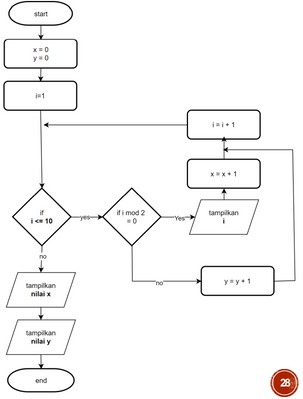 start
x = 0
y = 0
i=1
i = i + 1
x = x + 1
if
i <= 10
yes
if i mod 2
= 0
Yes
tampilkan
i
no
no
y = y + 1
tampilkan
nilai x
tampilkan
nilai y
end
28